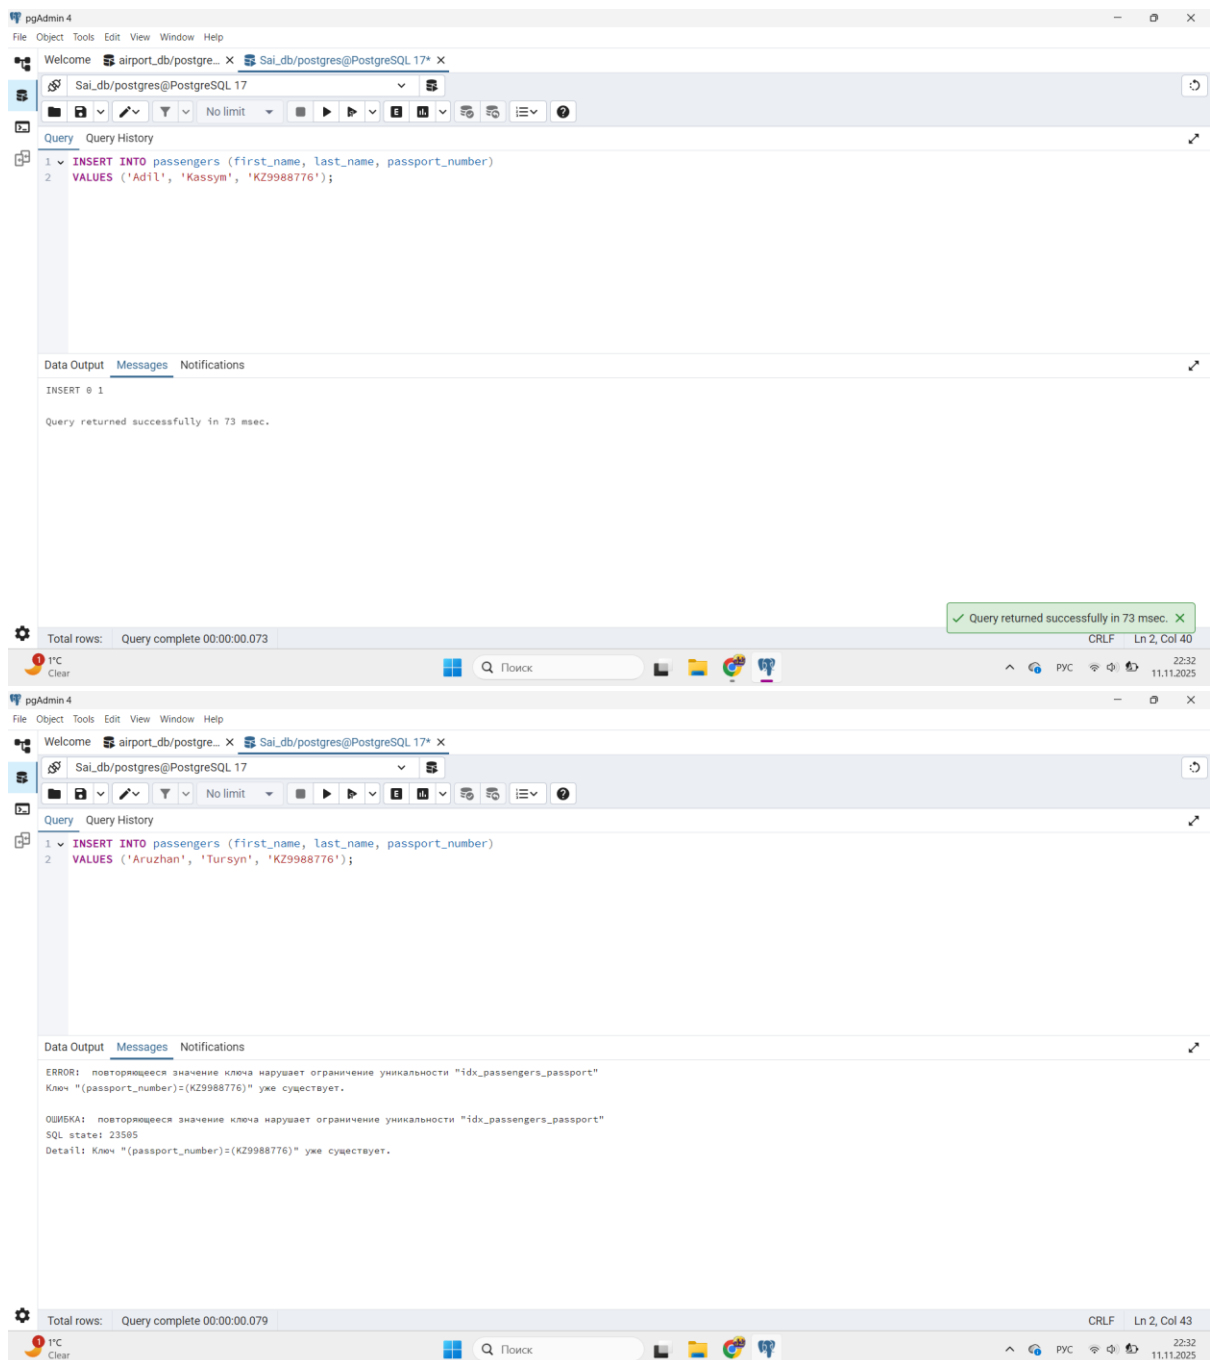 pgAdmin 4
File Object Tools Edit View Window Help
Welcome airport_db/postgre... Sai_db/postgres@PostgreSQL 17*
Sai_db/postgres@PostgreSQL 17
No limit
Query Query History
1 INSERT INTO passengers (first_name, last_name, passport_number)
2 VALUES ('Adil', 'Kassym', 'KZ9988776');
Data Output Messages Notifications
INSERT 0 1
Query returned successfully in 73 msec.
Query returned successfully in 73 msec.
Total rows: Query complete 00:00:00.073 CRLF Ln 2, Col 40
1 1°C Поиск РУС 22:32
Clear 11.11.2025
pgAdmin 4
File Object Tools Edit View Window Help
Welcome airport_db/postgre... Sai_db/postgres@PostgreSQL 17*
Sai_db/postgres@PostgreSQL 17
No limit
Query Query History
1 INSERT INTO passengers (first_name, last_name, passport_number)
2 VALUES ('Aruzhan', 'Tursyn', 'KZ9988776');
Data Output Messages Notifications
ERROR: повторяющееся значение ключа нарушает ограничение уникальности "idx_passengers_passport"
Ключ "(passport_number)=(KZ9988776)" уже существует.
ОШИБКА: повторяющееся значение ключа нарушает ограничение уникальности "idx_passengers_passport"
SQL state: 23505
Detail: Ключ "(passport_number)=(KZ9988776)" уже существует.
Total rows: Query complete 00:00:00.079 CRLF Ln 2, Col 43
1 1°C Поиск РУС 22:32
Clear 11.11.2025